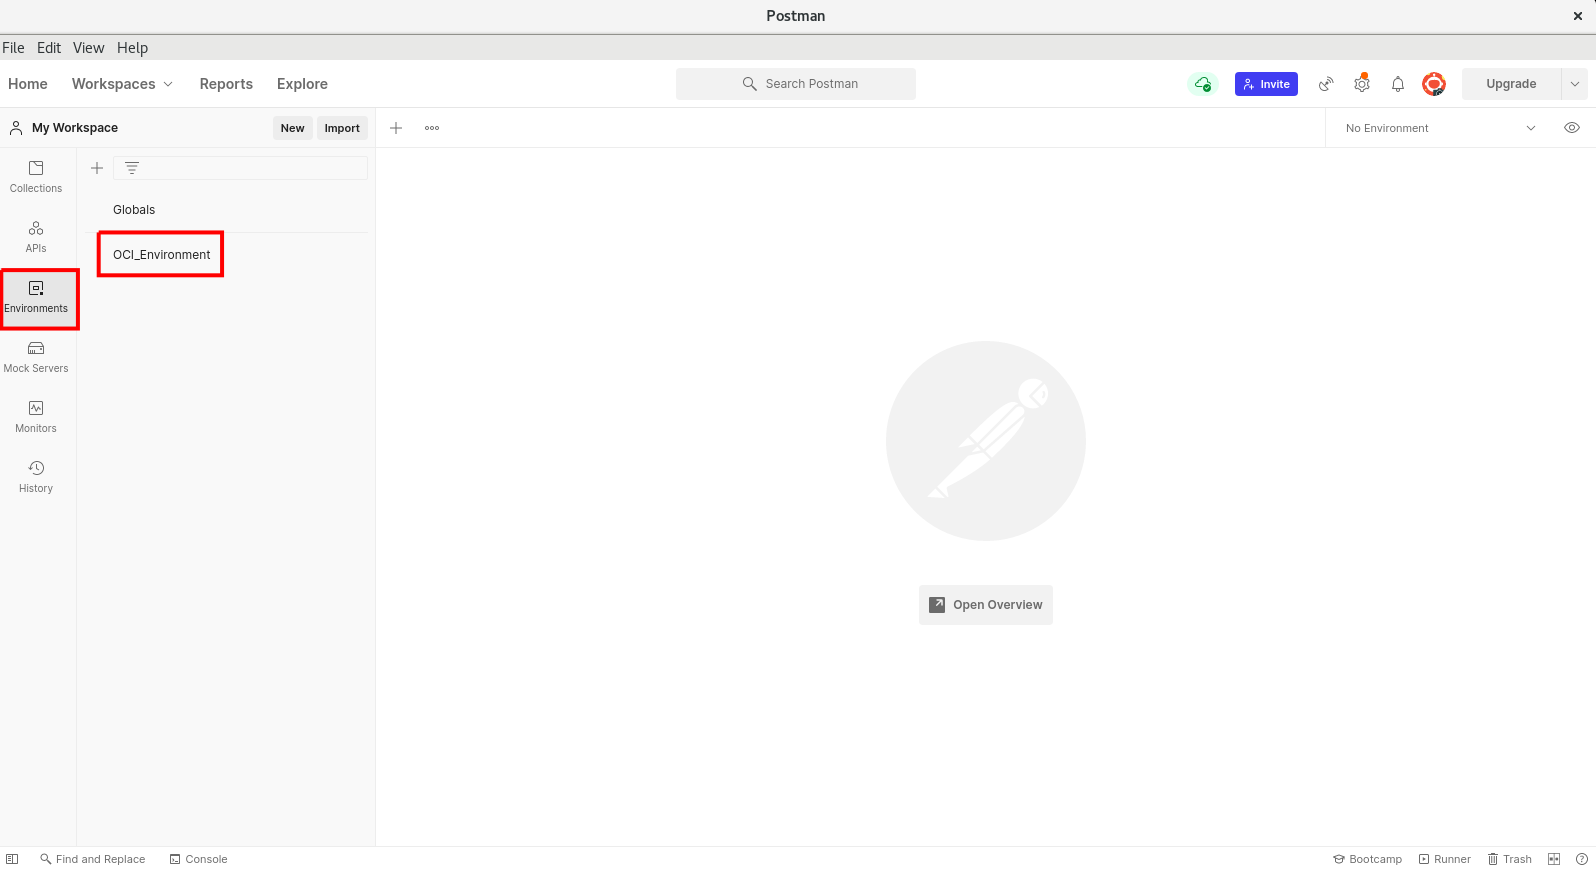 Postman
File Edit View Help
Home Workspaces Reports Explore Search Postman Invite Upgrade
My Workspace New Import No Environment
Collections
Globals
APIs
OCI_Environment
Environments
Mock Servers
Monitors
History
Open Overview
Find and Replace Console Bootcamp Runner Trash